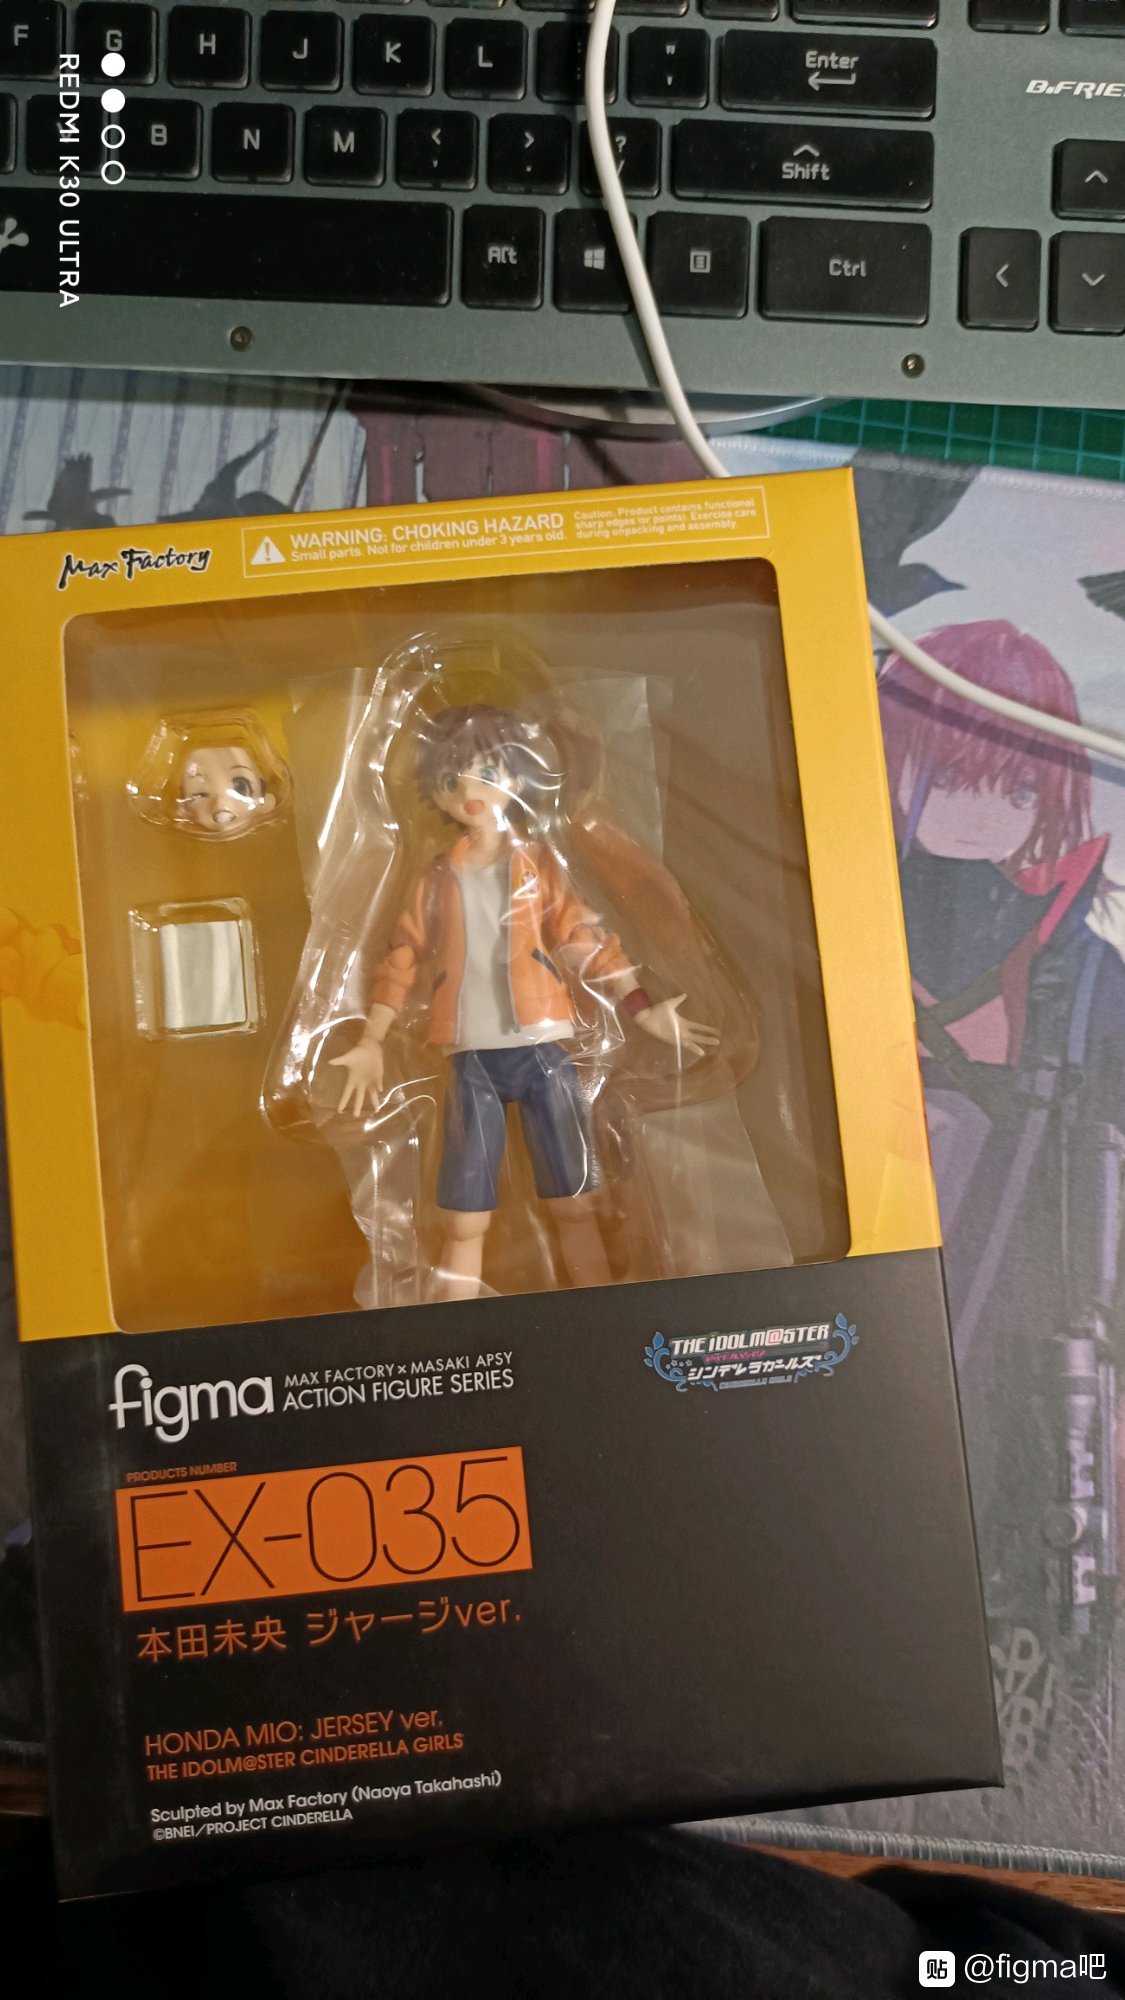 F G H J K L " ' Enter
B.FRIE
B N M < , > . ? / Shift
Alt Ctrl
REDMI K30 ULTRA
Max Factory
WARNING: CHOKING HAZARD
Small parts. Not for children under 3 years old.
Caution. Product contains functional
sharp edges (or points). Exercise care
during unpacking and assembly.
THE iDOLM@STER
シンデレラガールズ
CINDERELLA GIRLS
figma
MAX FACTORY × MASAKI APSY
ACTION FIGURE SERIES
PRODUCTS NUMBER
EX-035
本田未央 ジャージver.
HONDA MIO: JERSEY ver.
THE IDOLM@STER CINDERELLA GIRLS
Sculpted by Max Factory (Naoya Takahashi)
©BNEI/PROJECT CINDERELLA
贴 @figma吧